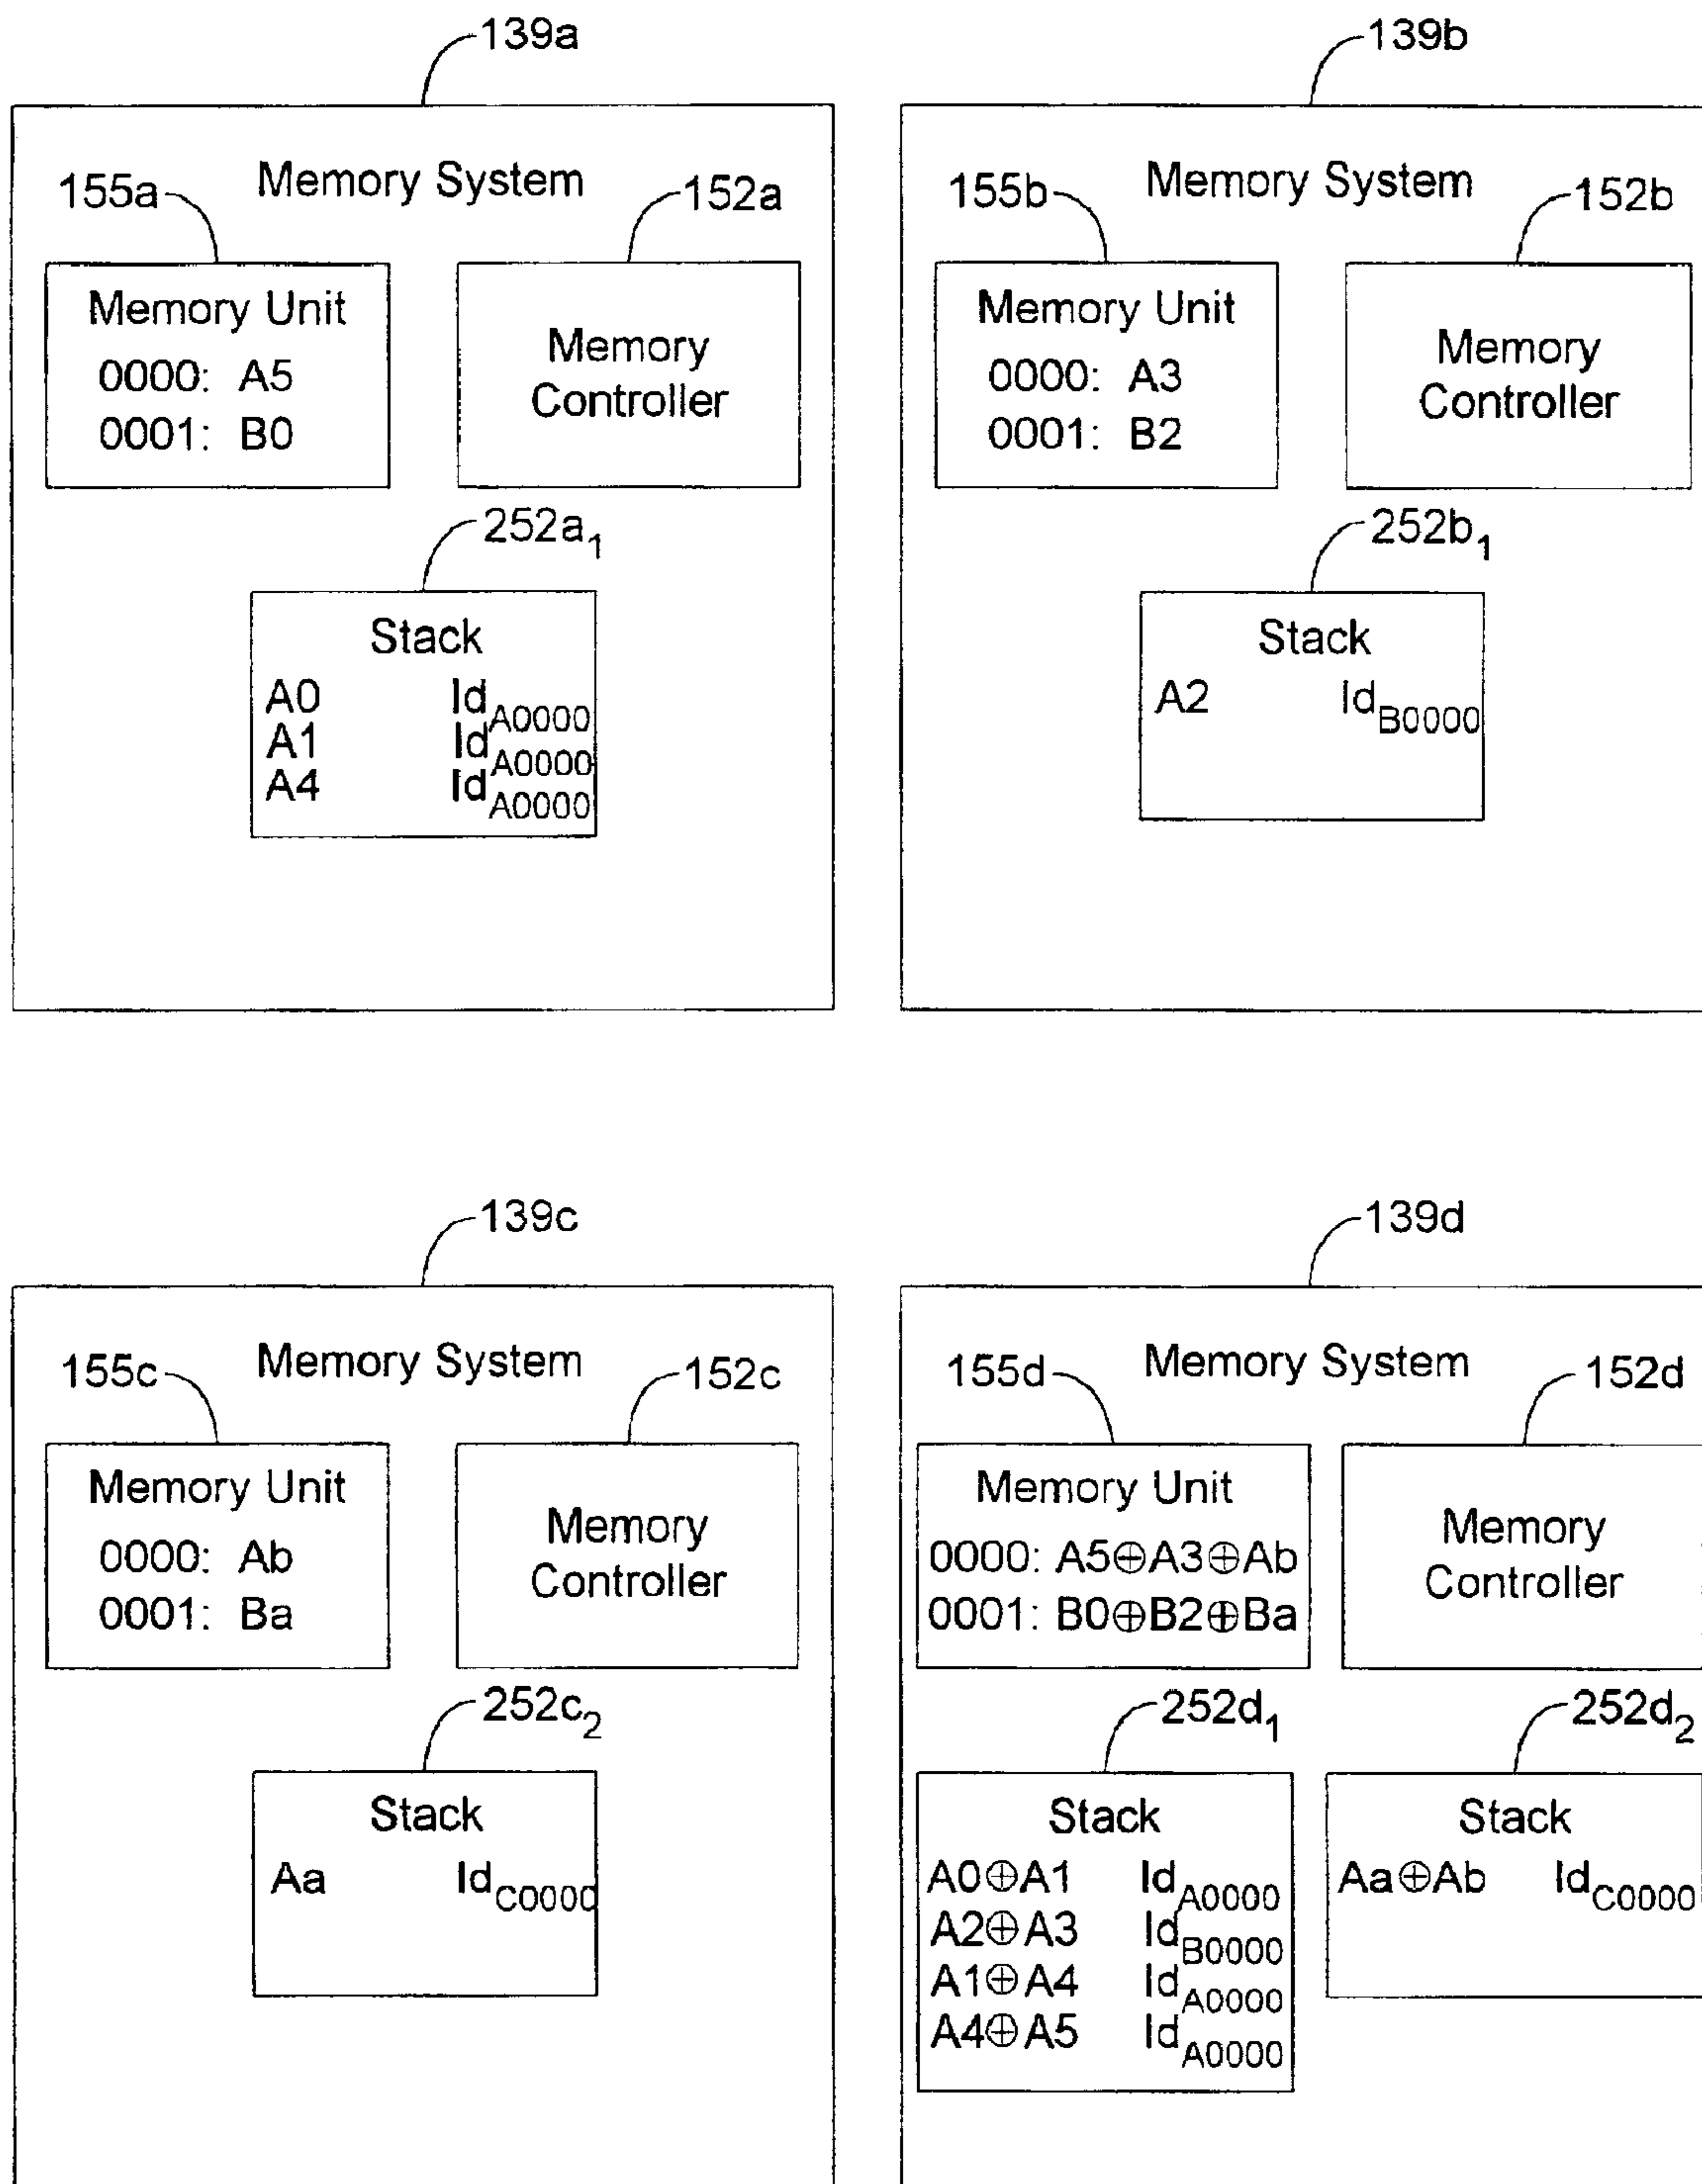 139a
Memory System
155a
152a
Memory Unit
0000: A5
0001: B0
Memory
Controller
252a1
Stack
A0 IdA0000
A1 IdA0000
A4 IdA0000
139b
Memory System
155b
152b
Memory Unit
0000: A3
0001: B2
Memory
Controller
252b1
Stack
A2 IdB0000
139c
Memory System
155c
152c
Memory Unit
0000: Ab
0001: Ba
Memory
Controller
252c2
Stack
Aa IdC0000
139d
Memory System
155d
152d
Memory Unit
0000: A5⊕A3⊕Ab
0001: B0⊕B2⊕Ba
Memory
Controller
252d1
Stack
A0⊕A1 IdA0000
A2⊕A3 IdB0000
A1⊕A4 IdA0000
A4⊕A5 IdA0000
252d2
Stack
Aa⊕Ab IdC0000